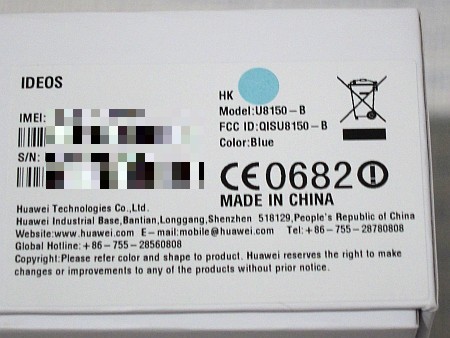 IDEOS
IMEI:
S/N:
HK
Model:U8150-B
FCC ID:QISU8150-B
Color:Blue
CE0682
MADE IN CHINA
Huawei Technologies Co.,Ltd.
Huawei Industrial Base,Bantian,Longgang,Shenzhen 518129,People's Republic of China
Website:www.huawei.com E-mail:mobile@huawei.com Tel:+86-755-28780808
Global Hotline:+86-755-28560808
Copyright:Please refer color and shape to product. Huawei reserves the right to make
changes or improvements to any of the products without prior notice.